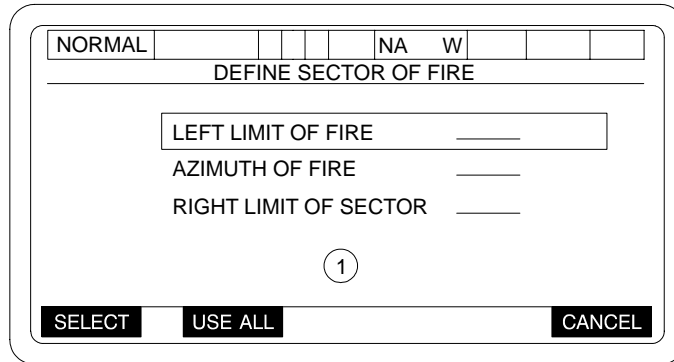 NORMAL NA W
DEFINE SECTOR OF FIRE
LEFT LIMIT OF FIRE
AZIMUTH OF FIRE
RIGHT LIMIT OF SECTOR
1
SELECT USE ALL CANCEL